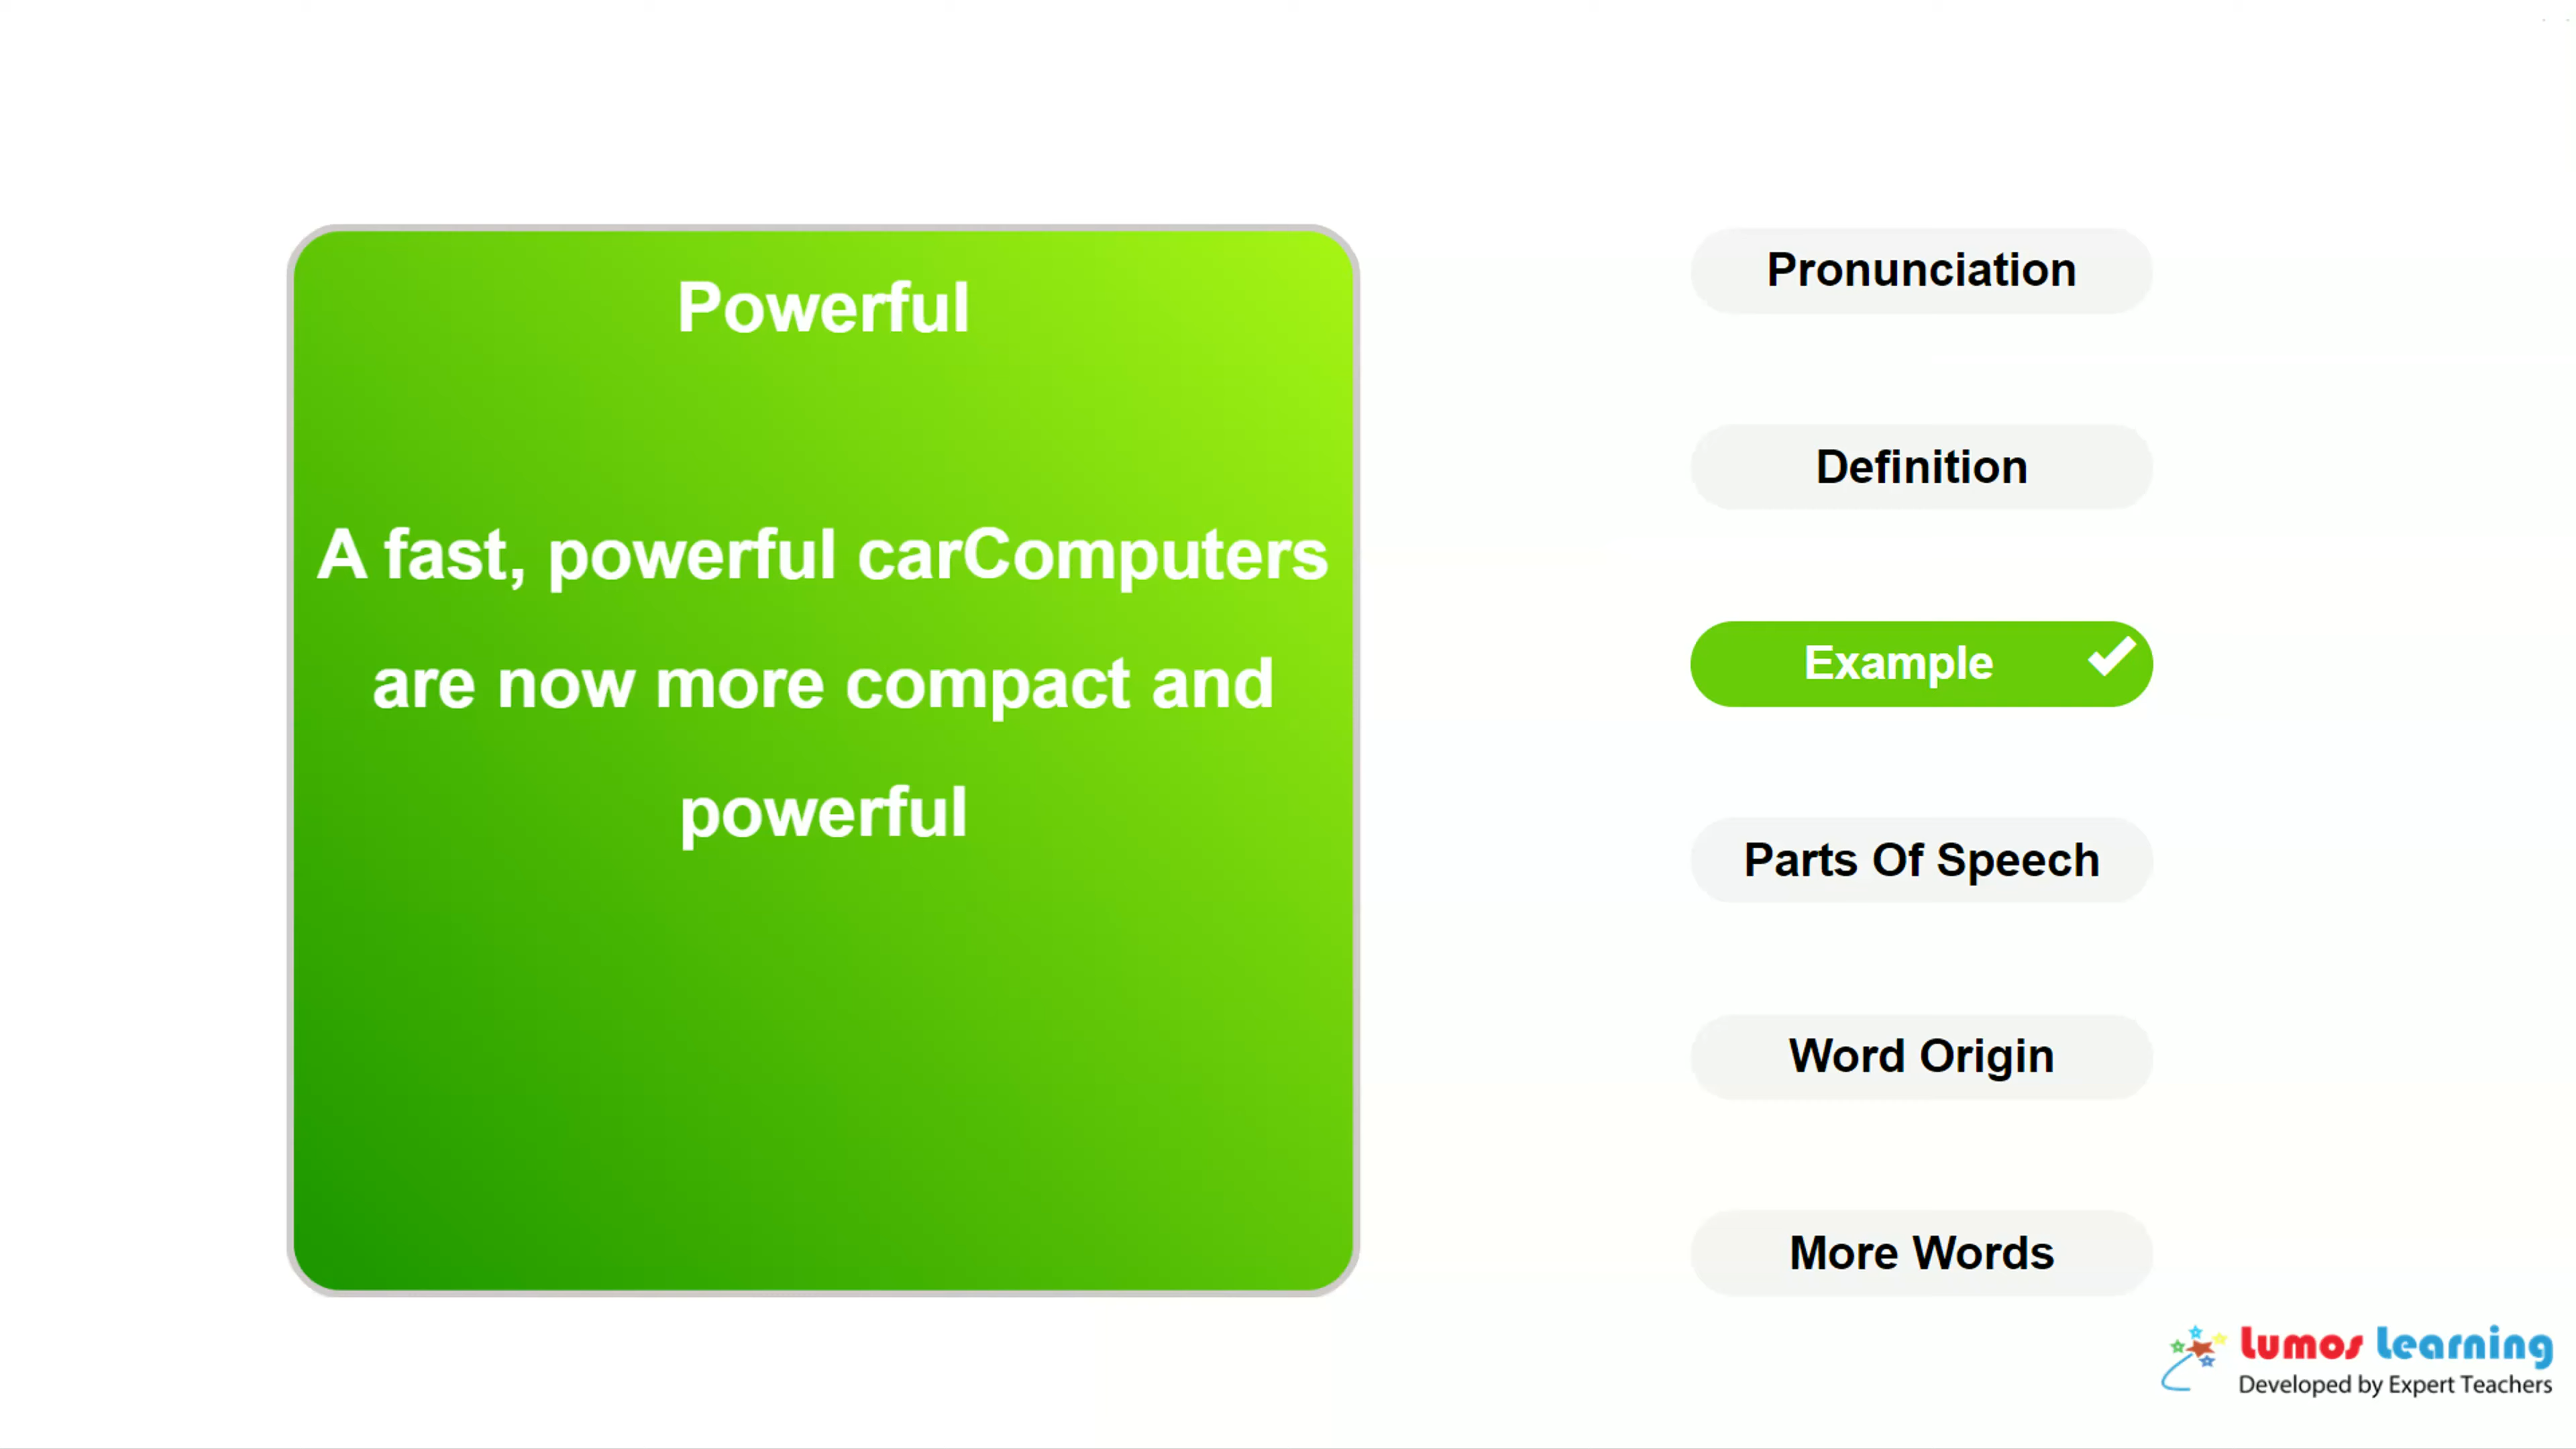 Powerful
A fast, powerful carComputers
are now more compact and
powerful
Pronunciation
Definition
Example
Parts Of Speech
Word Origin
More Words
Lumos Learning
Developed by Expert Teachers